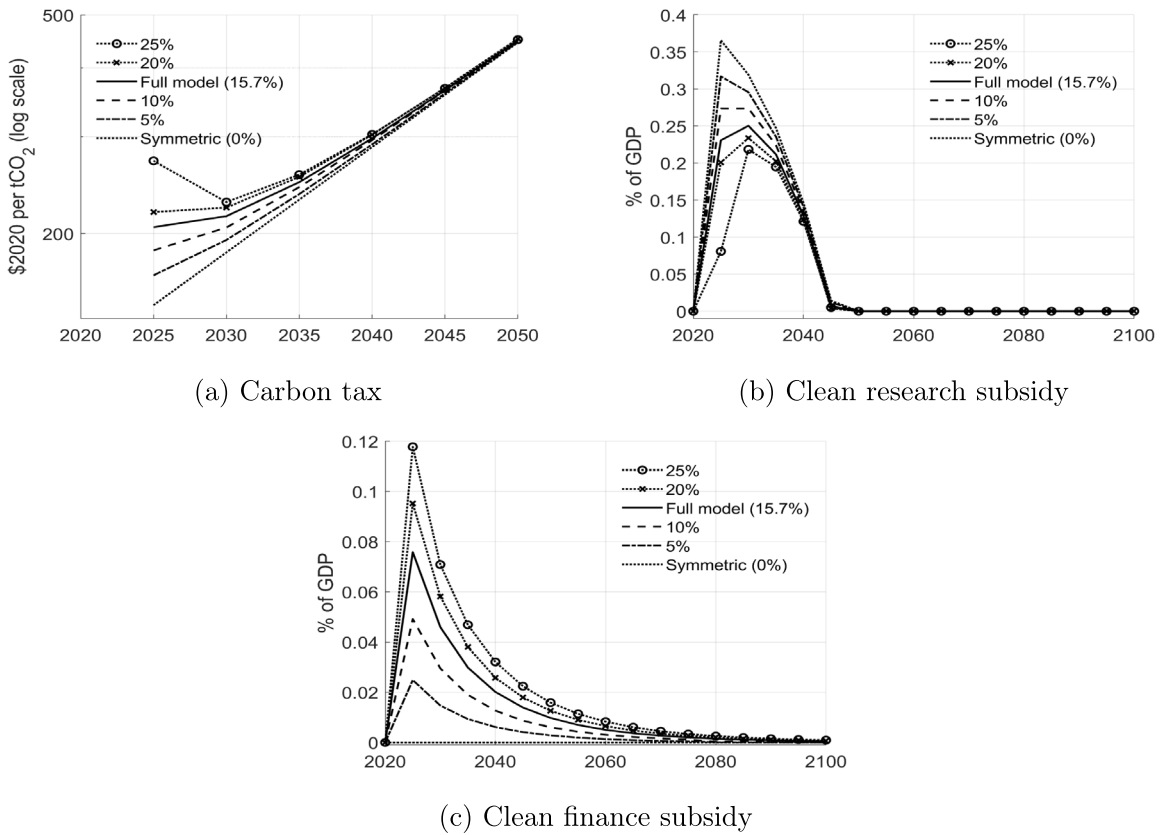 500
200
$2020 per tCO2 (log scale)
25%
20%
Full model (15.7%)
10%
5%
Symmetric (0%)
2020 2025 2030 2035 2040 2045 2050
(a) Carbon tax
0.4
0.35
0.3
0.25
0.2
0.15
0.1
0.05
0
% of GDP
25%
20%
Full model (15.7%)
10%
5%
Symmetric (0%)
2020 2040 2060 2080 2100
(b) Clean research subsidy
0.12
0.1
0.08
0.06
0.04
0.02
0
% of GDP
25%
20%
Full model (15.7%)
10%
5%
Symmetric (0%)
2020 2040 2060 2080 2100
(c) Clean finance subsidy